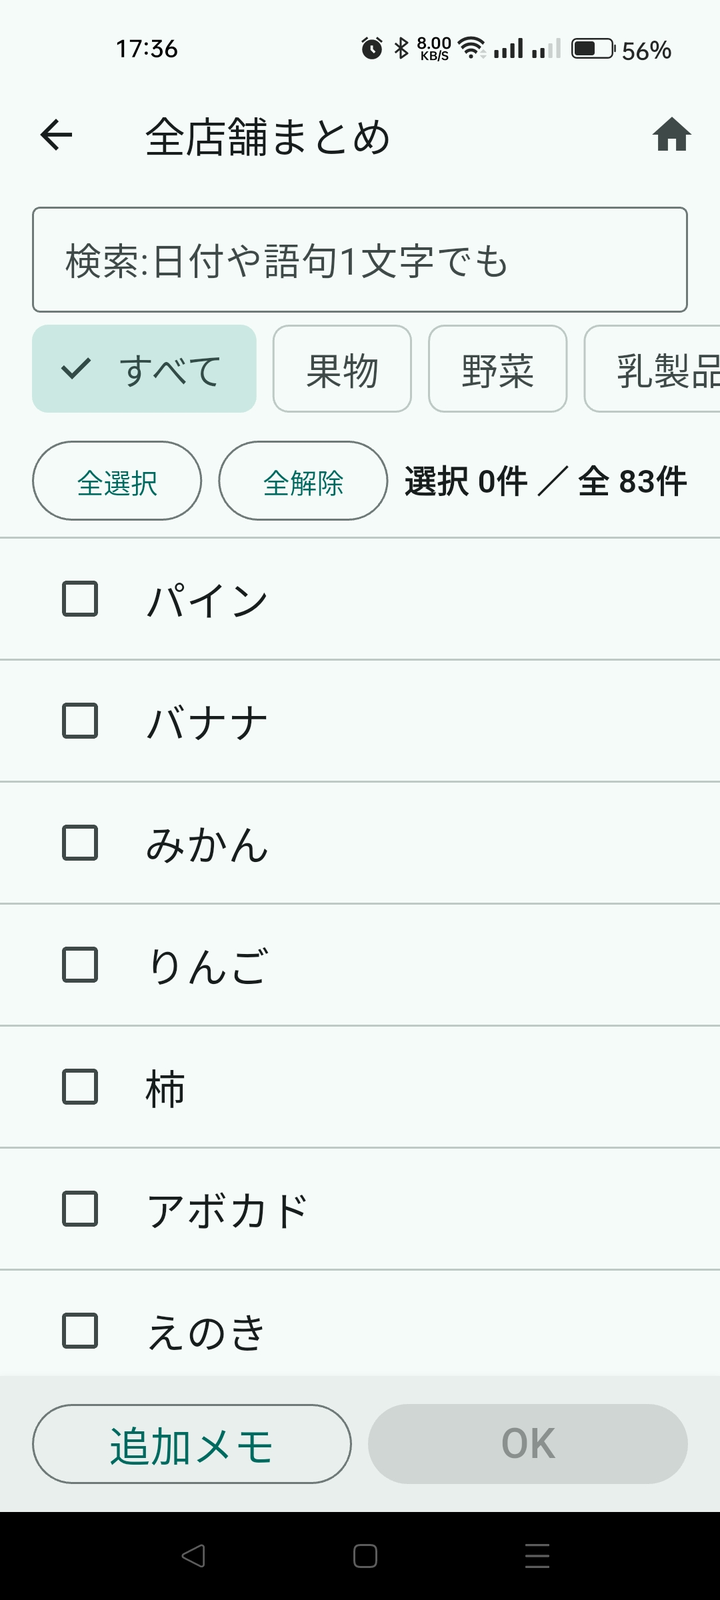 17:36 8.00 KB/S 56%
全店舗まとめ
検索:日付や語句1文字でも
すべて 果物 野菜 乳製品
全選択 全解除 選択 0件 ／ 全 83件
パイン
バナナ
みかん
りんご
柿
アボカド
えのき
追加メモ OK